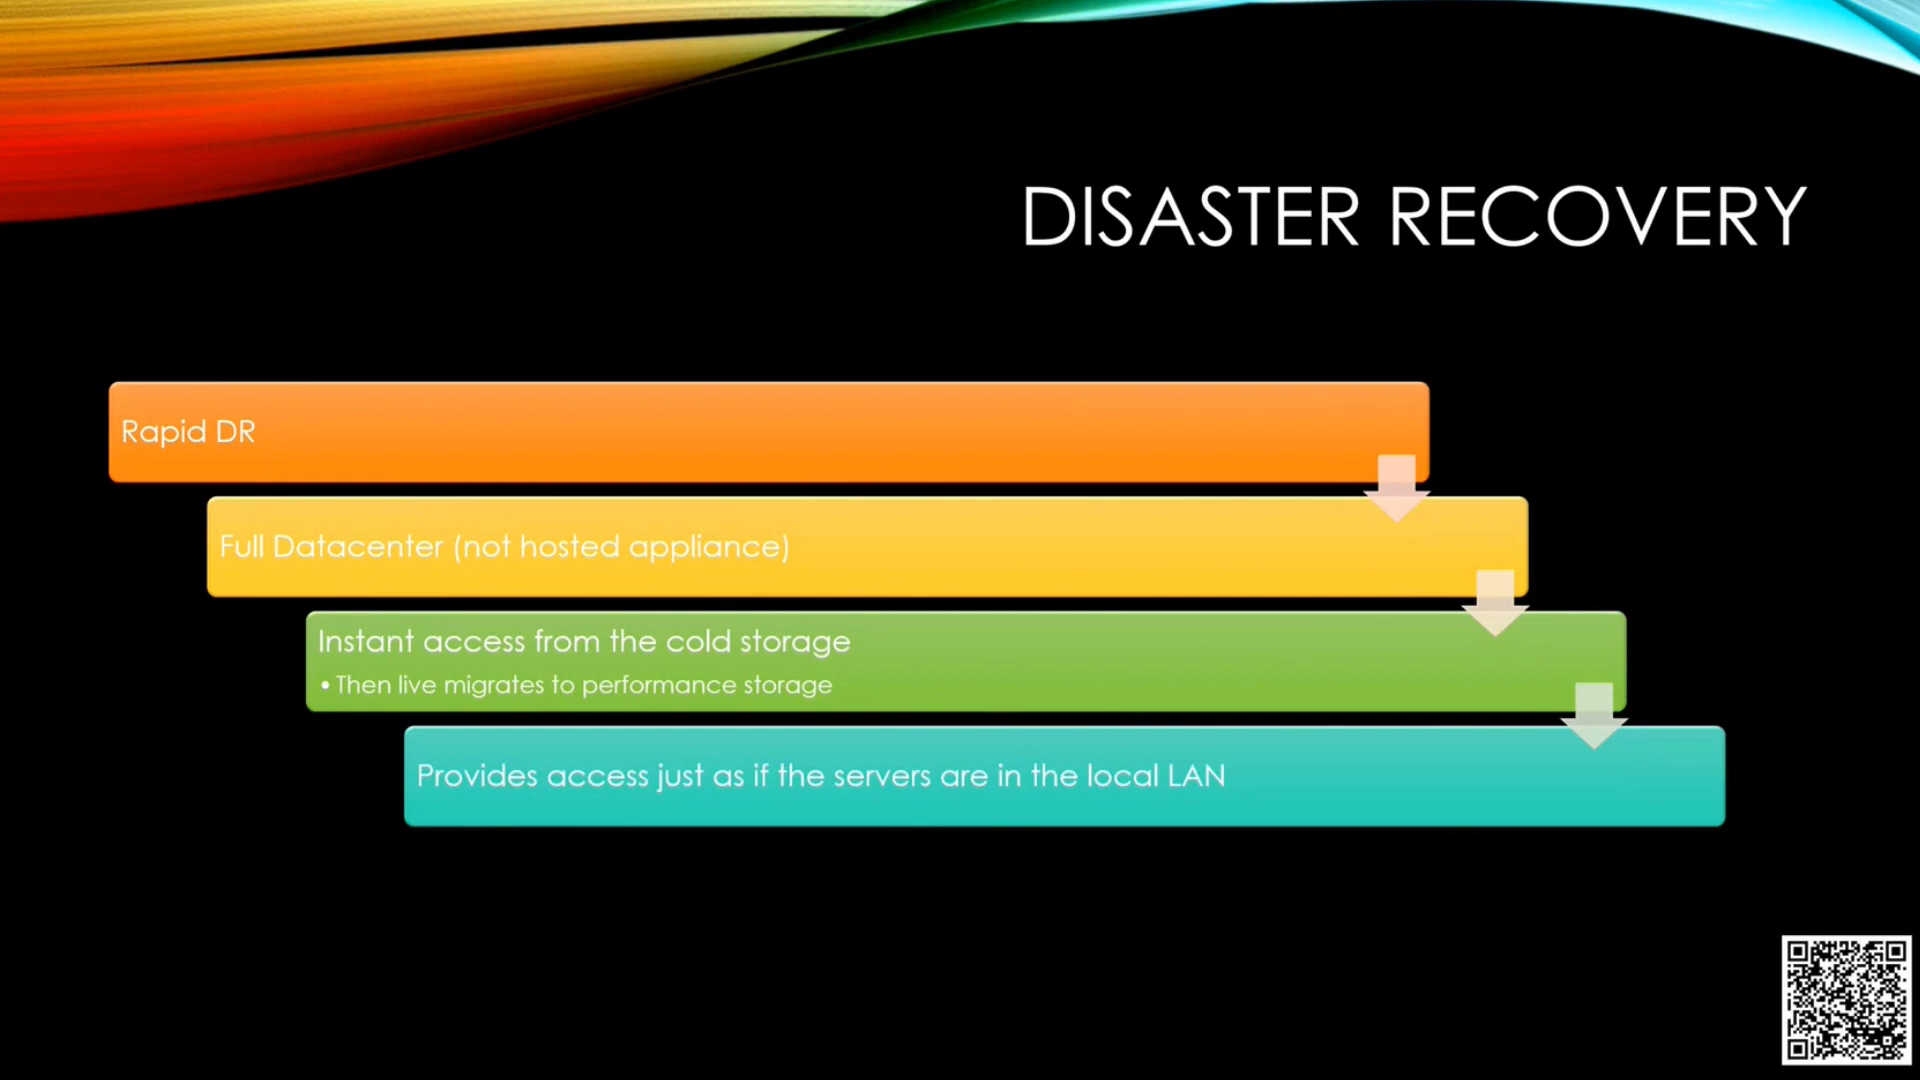 DISASTER RECOVERY
Rapid DR
Full Datacenter (not hosted appliance)
Instant access from the cold storage
• Then live migrates to performance storage
Provides access just as if the servers are in the local LAN